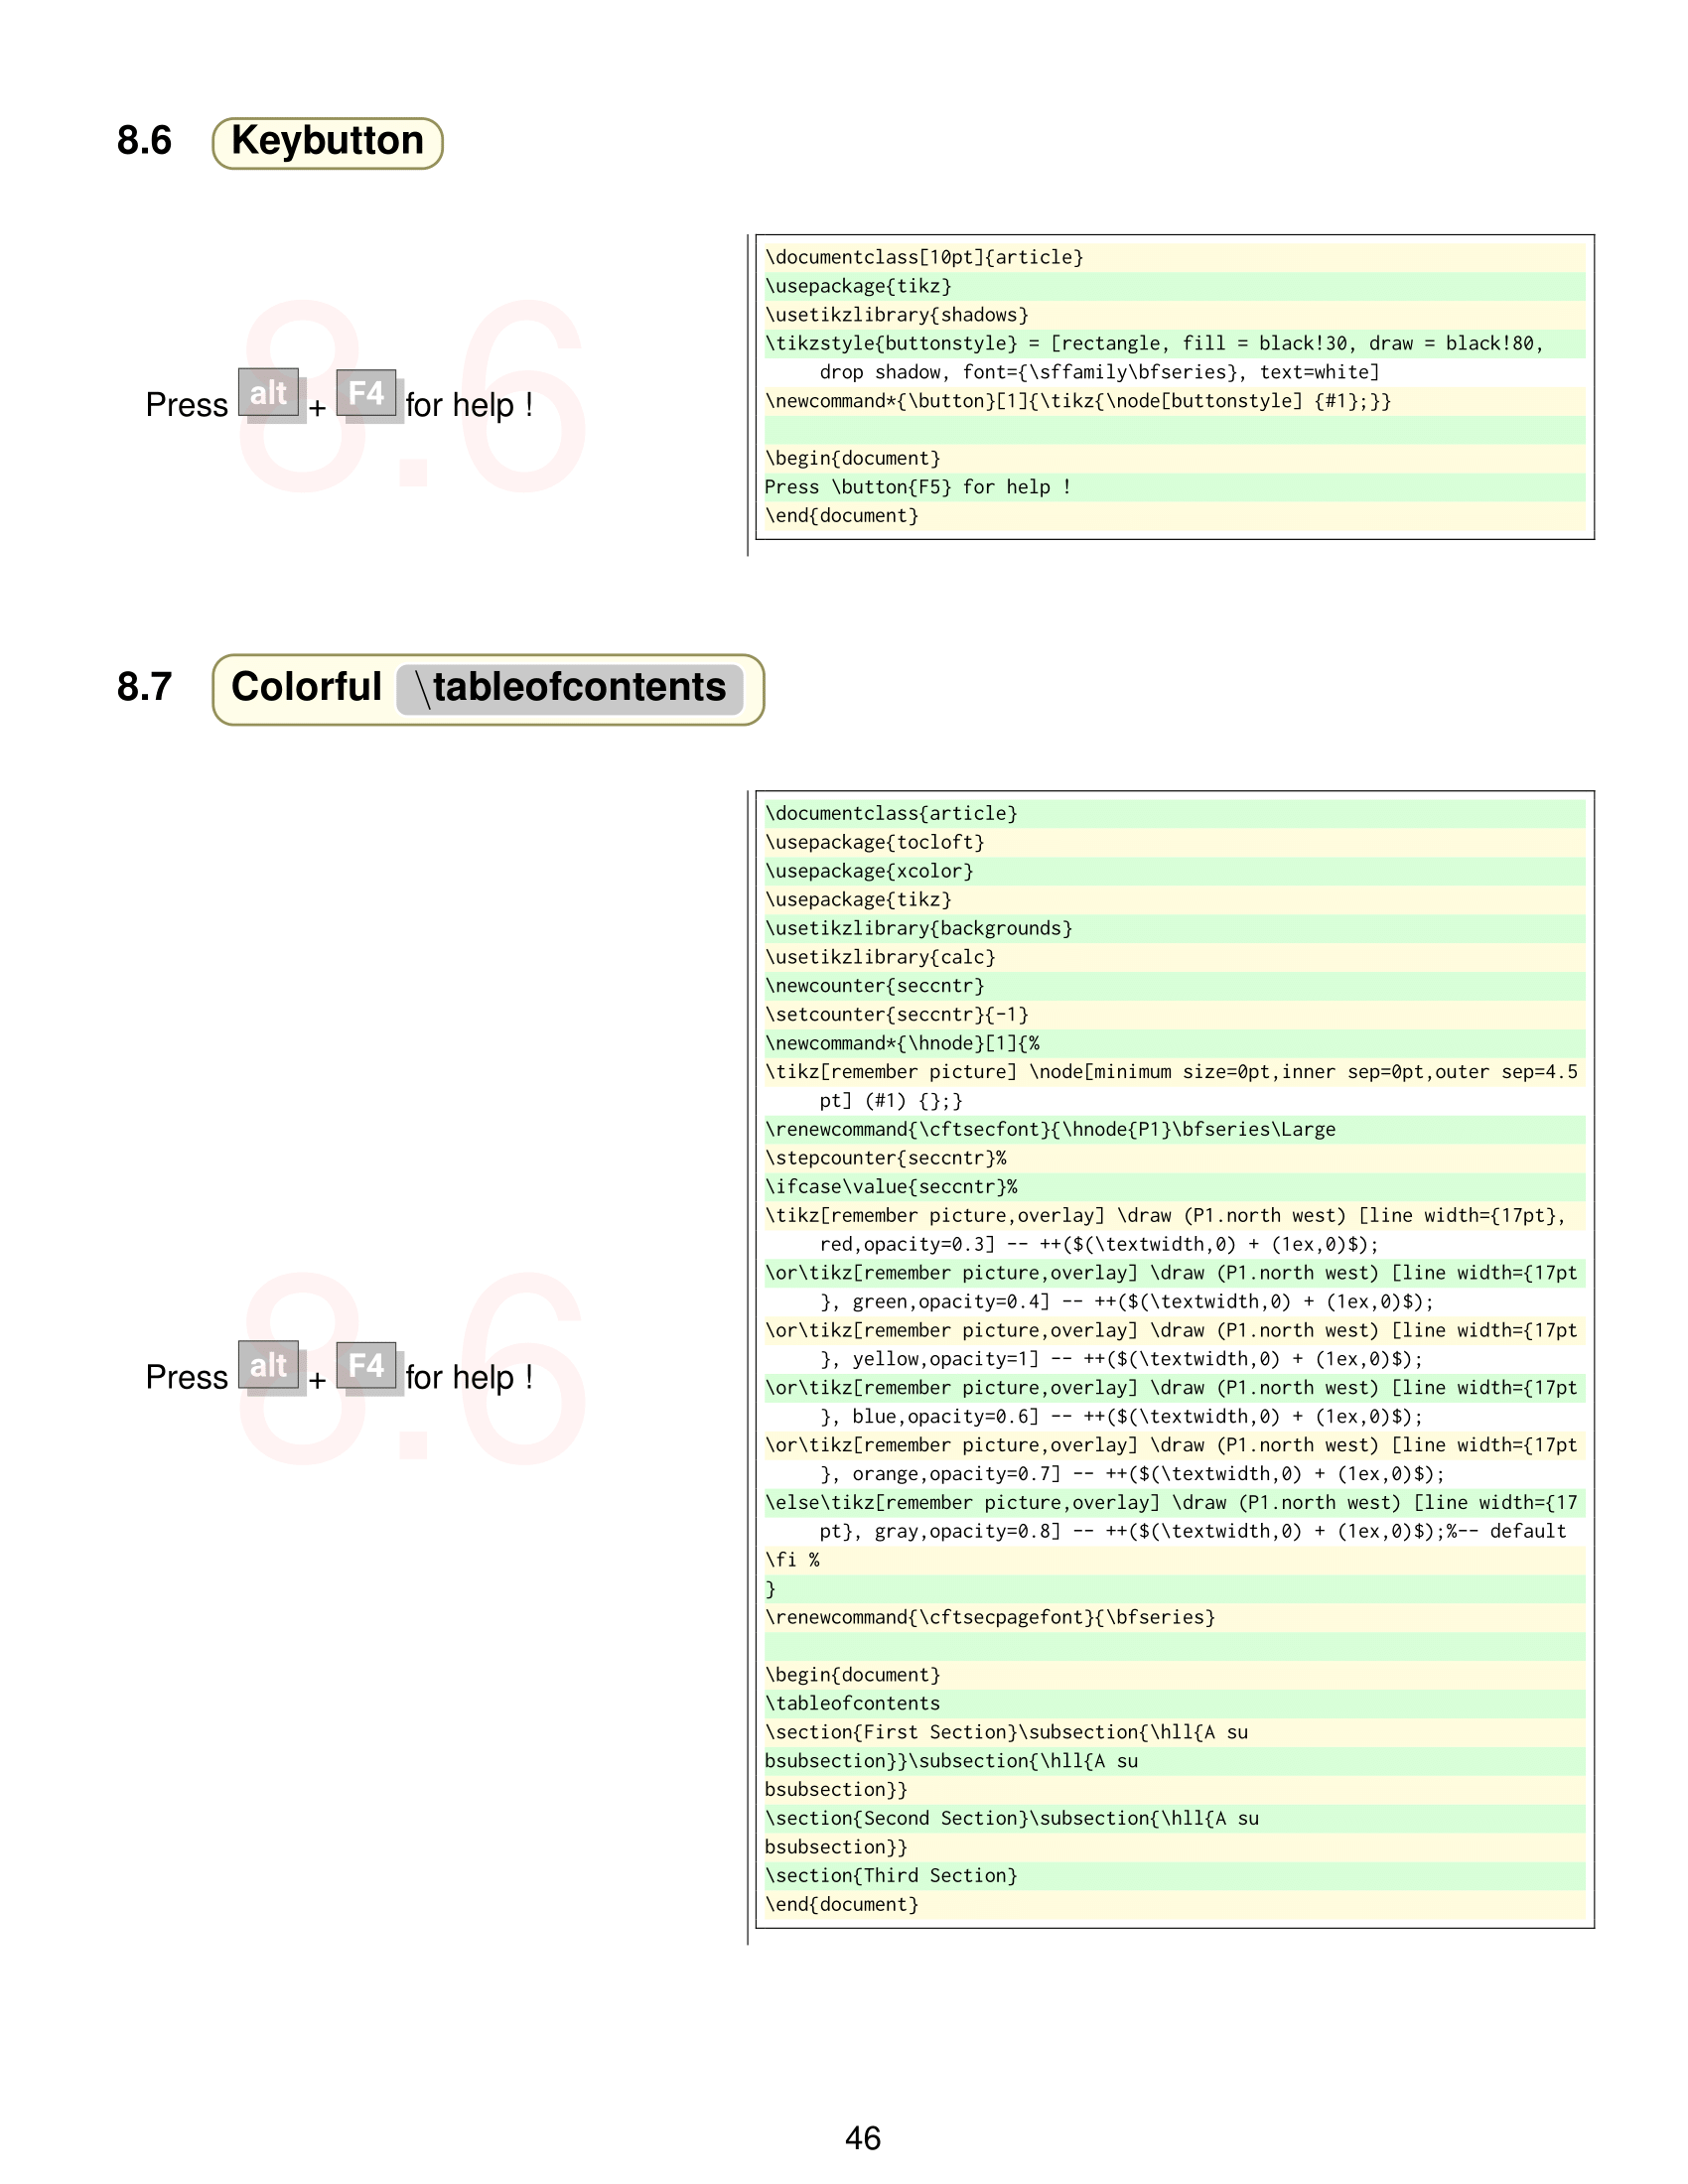 8.6 Keybutton
8.6
Press alt + F4 for help !
\documentclass[10pt]{article}
\usepackage{tikz}
\usetikzlibrary{shadows}
\tikzstyle{buttonstyle} = [rectangle, fill = black!30, draw = black!80,
drop shadow, font={\sffamily\bfseries}, text=white]
\newcommand*{\button}[1]{\tikz{\node[buttonstyle] {#1};}}
\begin{document}
Press \button{F5} for help !
\end{document}
8.7 Colorful \tableofcontents
8.6
Press alt + F4 for help !
\documentclass{article}
\usepackage{tocloft}
\usepackage{xcolor}
\usepackage{tikz}
\usetikzlibrary{backgrounds}
\usetikzlibrary{calc}
\newcounter{seccntr}
\setcounter{seccntr}{-1}
\newcommand*{\hnode}[1]{%
\tikz[remember picture] \node[minimum size=0pt,inner sep=0pt,outer sep=4.5
pt] (#1) {};}
\renewcommand{\cftsecfont}{\hnode{P1}\bfseries\Large
\stepcounter{seccntr}%
\ifcase\value{seccntr}%
\tikz[remember picture,overlay] \draw (P1.north west) [line width={17pt},
red,opacity=0.3] -- ++($(\textwidth,0) + (1ex,0)$);
\or\tikz[remember picture,overlay] \draw (P1.north west) [line width={17pt
}, green,opacity=0.4] -- ++($(\textwidth,0) + (1ex,0)$);
\or\tikz[remember picture,overlay] \draw (P1.north west) [line width={17pt
}, yellow,opacity=1] -- ++($(\textwidth,0) + (1ex,0)$);
\or\tikz[remember picture,overlay] \draw (P1.north west) [line width={17pt
}, blue,opacity=0.6] -- ++($(\textwidth,0) + (1ex,0)$);
\or\tikz[remember picture,overlay] \draw (P1.north west) [line width={17pt
}, orange,opacity=0.7] -- ++($(\textwidth,0) + (1ex,0)$);
\else\tikz[remember picture,overlay] \draw (P1.north west) [line width={17
pt}, gray,opacity=0.8] -- ++($(\textwidth,0) + (1ex,0)$);%-- default
\fi %
}
\renewcommand{\cftsecpagefont}{\bfseries}
\begin{document}
\tableofcontents
\section{First Section}\subsection{\hll{A su
bsubsection}}\subsection{\hll{A su
bsubsection}}
\section{Second Section}\subsection{\hll{A su
bsubsection}}
\section{Third Section}
\end{document}
46